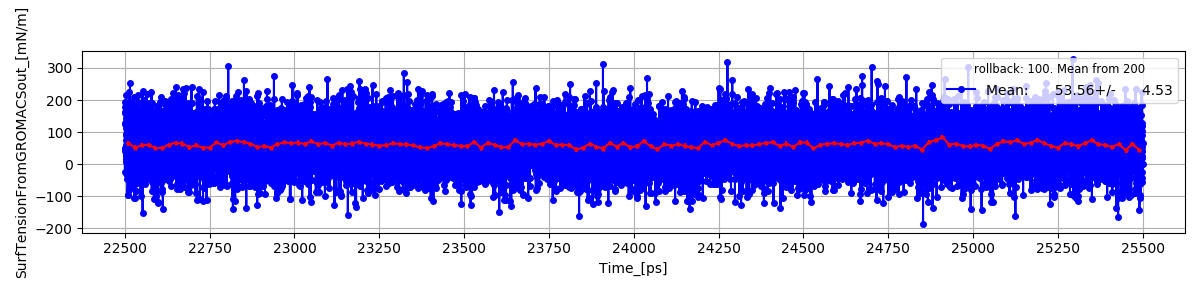 SurfTensionFromGROMACSout_[mN/m]
300
200
100
0
−100
−200
rollback: 100. Mean from 200
Mean: 53.56+/- 4.53
22500 22750 23000 23250 23500 23750 24000 24250 24500 24750 25000 25250 25500
Time_[ps]